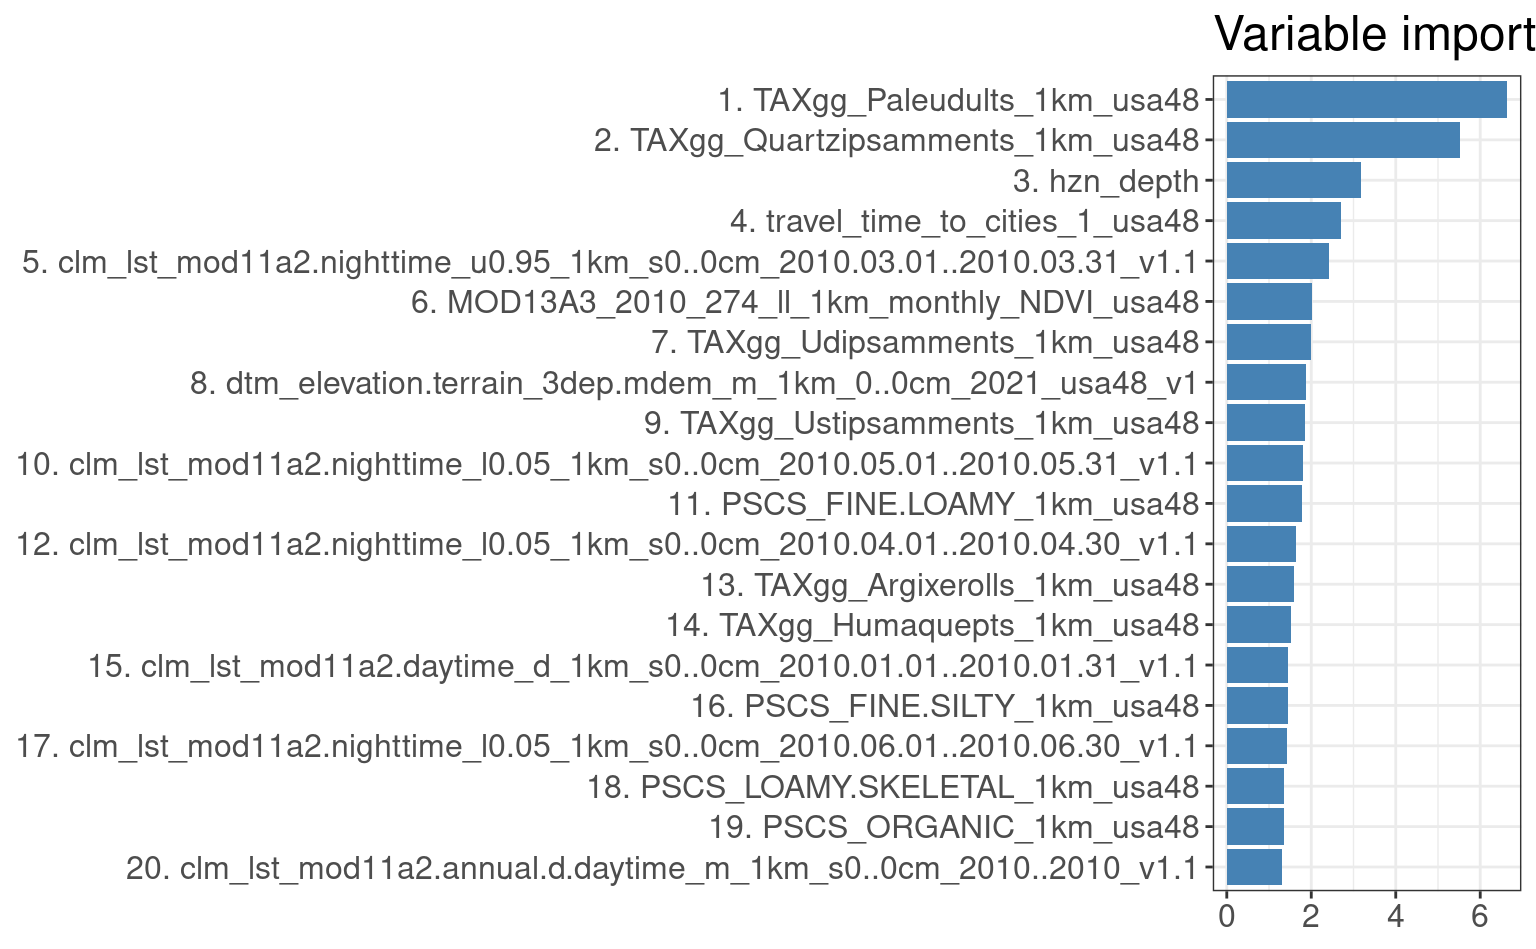 Variable import
1. TAXgg_Paleudults_1km_usa48
2. TAXgg_Quartzipsamments_1km_usa48
3. hzn_depth
4. travel_time_to_cities_1_usa48
5. clm_lst_mod11a2.nighttime_u0.95_1km_s0..0cm_2010.03.01..2010.03.31_v1.1
6. MOD13A3_2010_274_ll_1km_monthly_NDVI_usa48
7. TAXgg_Udipsamments_1km_usa48
8. dtm_elevation.terrain_3dep.mdem_m_1km_0..0cm_2021_usa48_v1
9. TAXgg_Ustipsamments_1km_usa48
10. clm_lst_mod11a2.nighttime_l0.05_1km_s0..0cm_2010.05.01..2010.05.31_v1.1
11. PSCS_FINE.LOAMY_1km_usa48
12. clm_lst_mod11a2.nighttime_l0.05_1km_s0..0cm_2010.04.01..2010.04.30_v1.1
13. TAXgg_Argixerolls_1km_usa48
14. TAXgg_Humaquepts_1km_usa48
15. clm_lst_mod11a2.daytime_d_1km_s0..0cm_2010.01.01..2010.01.31_v1.1
16. PSCS_FINE.SILTY_1km_usa48
17. clm_lst_mod11a2.nighttime_l0.05_1km_s0..0cm_2010.06.01..2010.06.30_v1.1
18. PSCS_LOAMY.SKELETAL_1km_usa48
19. PSCS_ORGANIC_1km_usa48
20. clm_lst_mod11a2.annual.d.daytime_m_1km_s0..0cm_2010..2010_v1.1
0 2 4 6